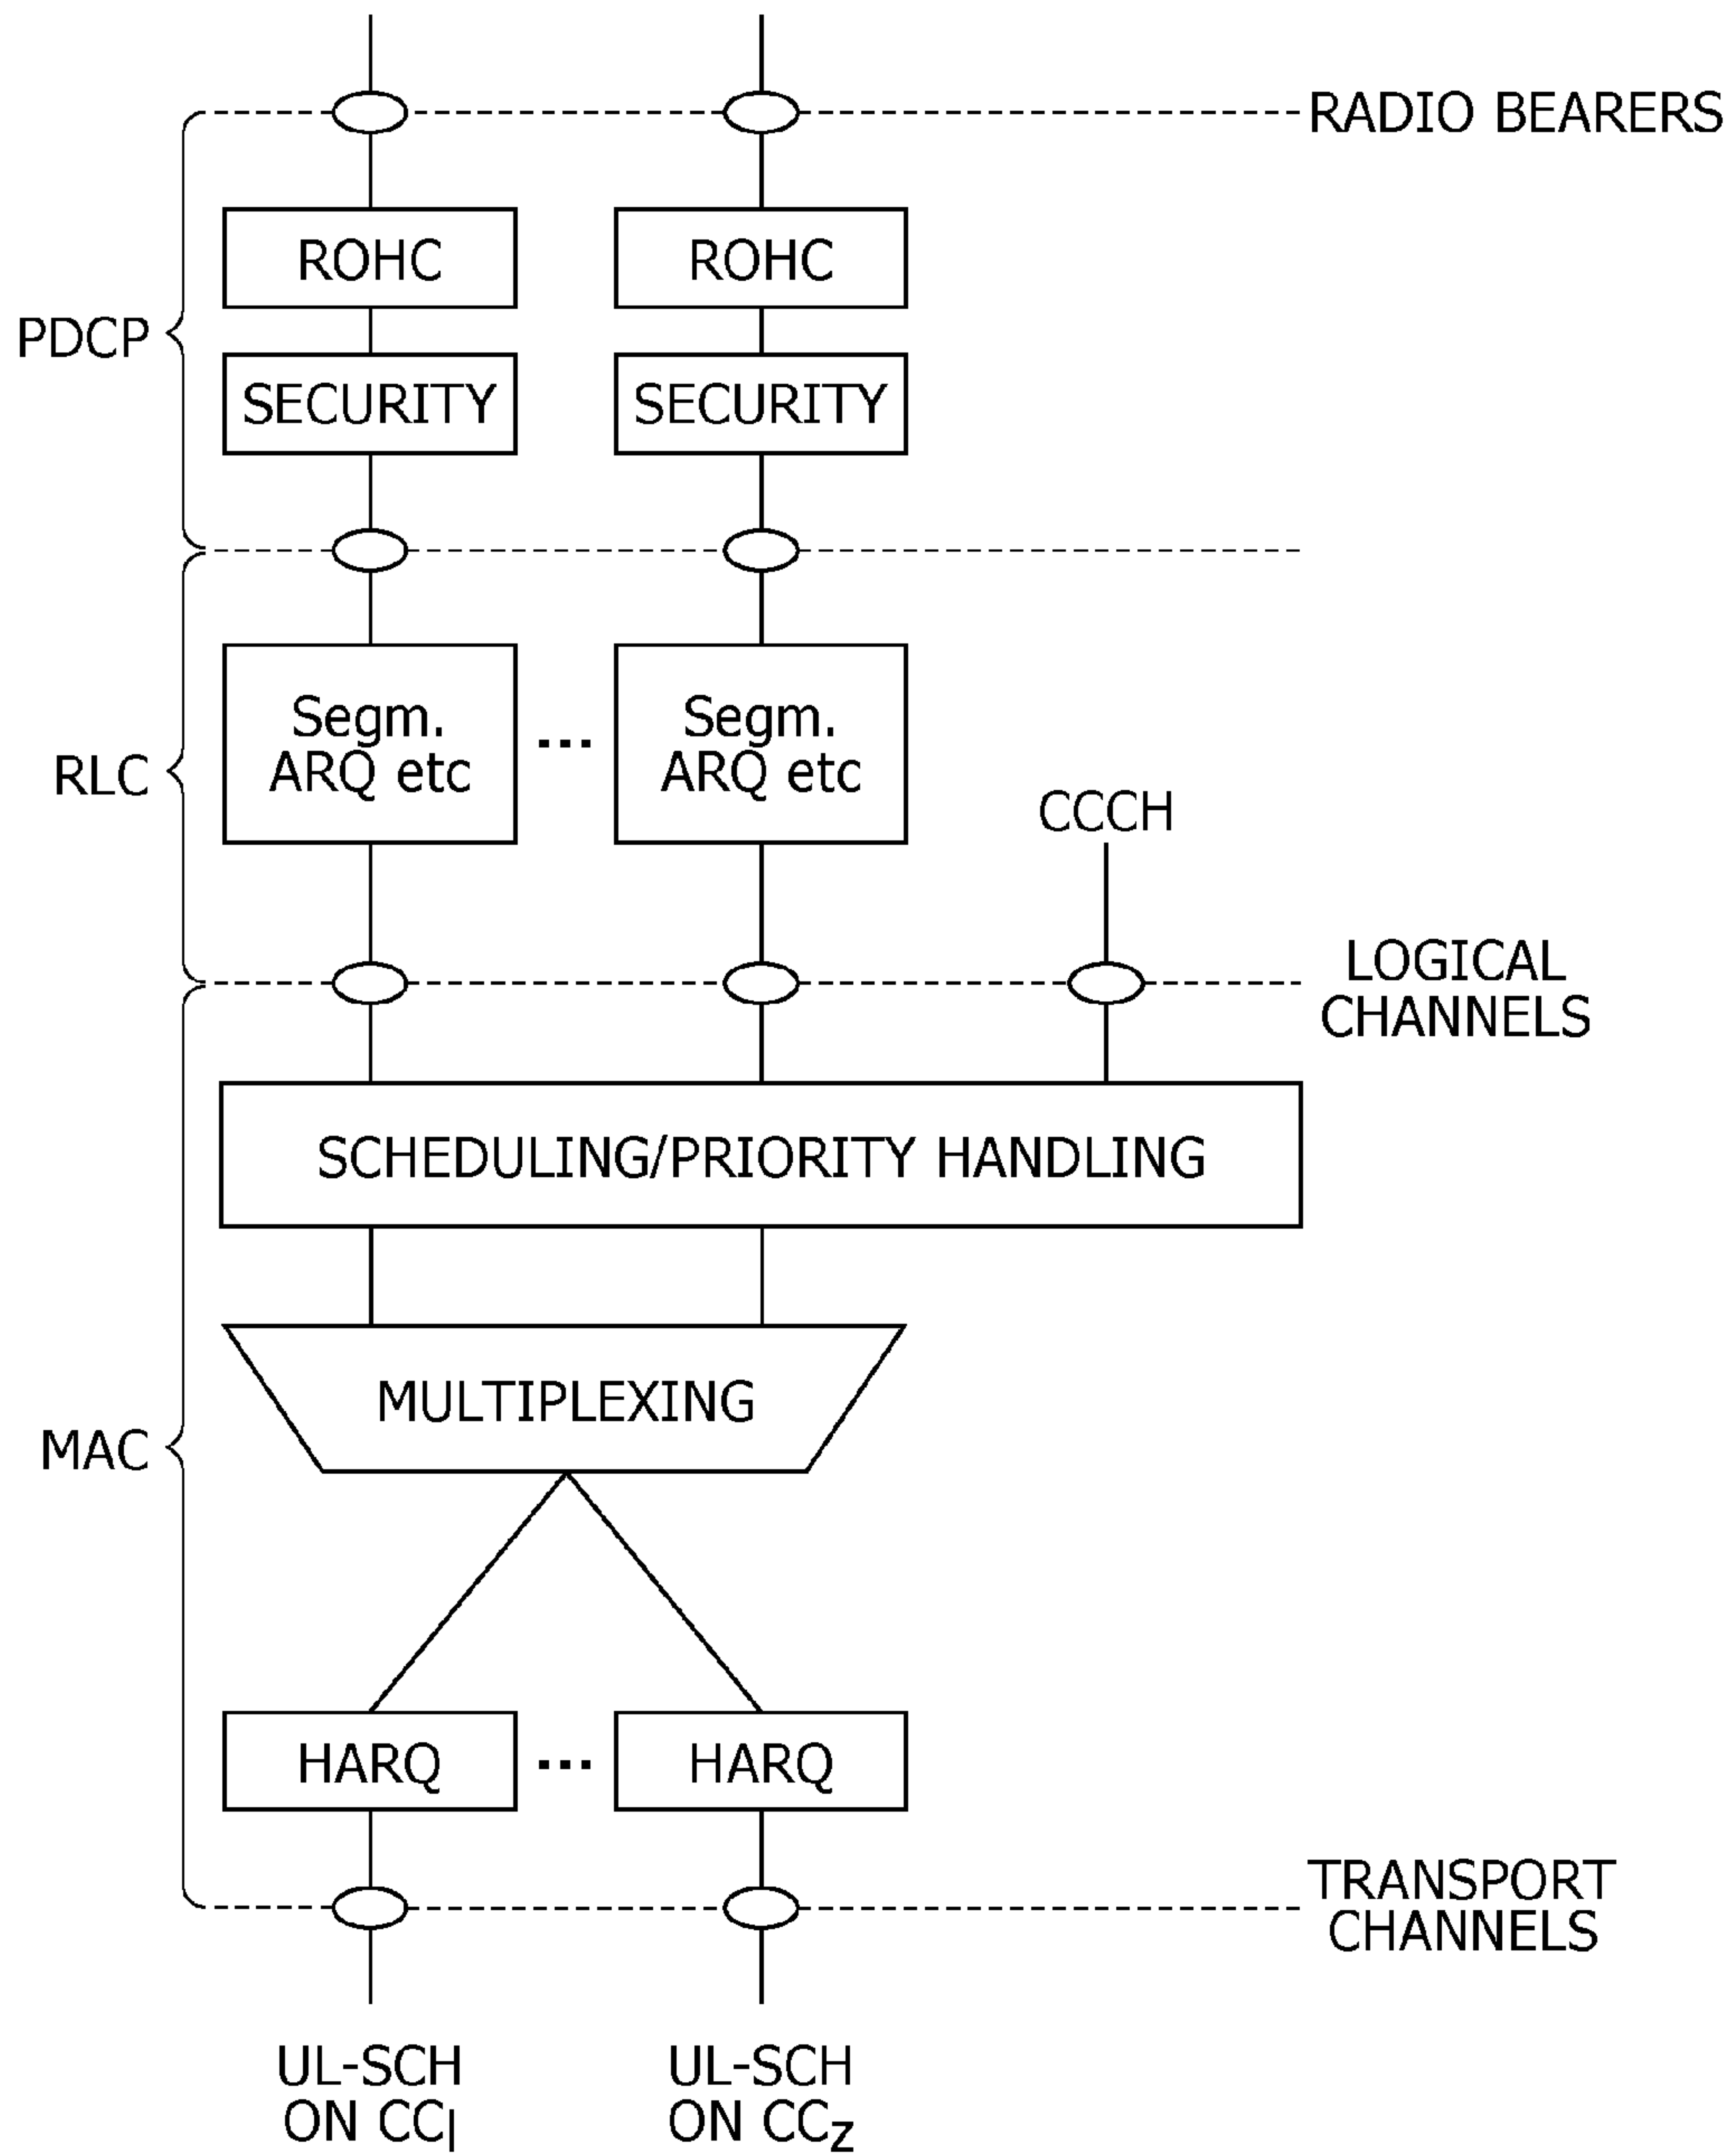 RADIO BEARERS
ROHC
ROHC
PDCP
SECURITY
SECURITY
Segm.
ARQ etc
...
Segm.
ARQ etc
RLC
CCCH
LOGICAL
CHANNELS
SCHEDULING/PRIORITY HANDLING
MULTIPLEXING
MAC
HARQ
...
HARQ
TRANSPORT
CHANNELS
UL-SCH
ON CCl
UL-SCH
ON CCz